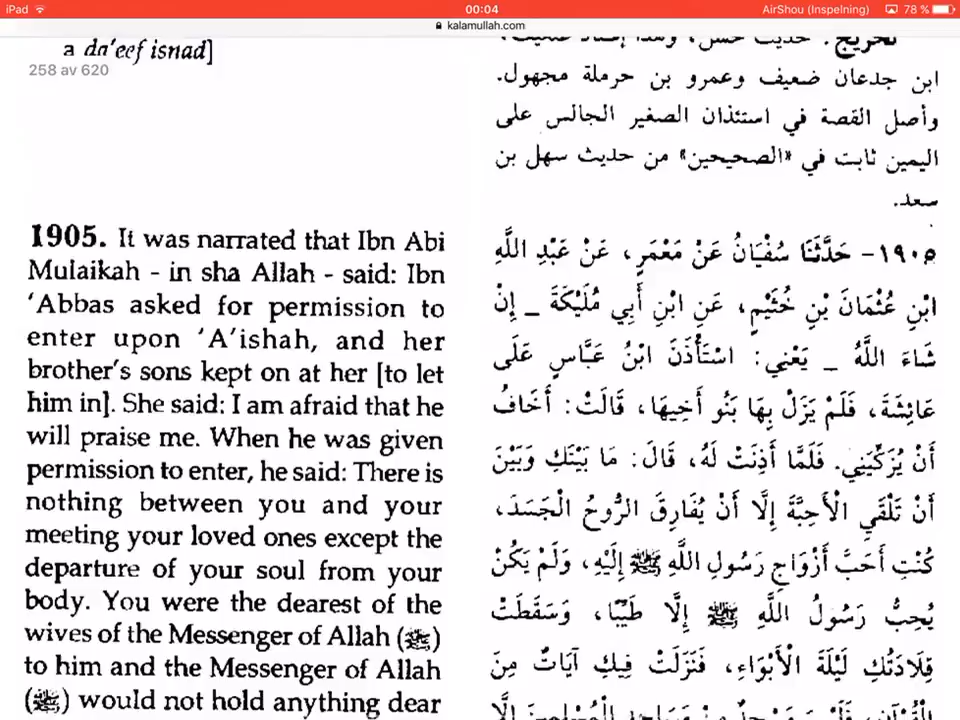 iPad 00:04 AirShou (Inspelning) 78 %
kalamullah.com
a da'eef isnad]
258 av 620
1905. It was narrated that Ibn Abi
Mulaikah - in sha Allah - said: Ibn
'Abbas asked for permission to
enter upon 'A'ishah, and her
brother's sons kept on at her [to let
him in]. She said: I am afraid that he
will praise me. When he was given
permission to enter, he said: There is
nothing between you and your
meeting your loved ones except the
departure of your soul from your
body. You were the dearest of the
wives of the Messenger of Allah (ﷺ)
to him and the Messenger of Allah
(ﷺ) would not hold anything dear
تخريج: حديث حسن، وهذا إسناد ضعيف،
ابن جدعان ضعيف وعمرو بن حرملة مجهول.
وأصل القصة في استئذان الصغير الجالس على
اليمين ثابت في «الصحيحين» من حديث سهل بن
سعد.
١٩٠٥- حَدَّثَنَا سُفْيَانُ عَنْ مَعْمَرٍ، عَنْ عَبْدِ اللَّهِ
ابْنِ عُثْمَانَ بْنِ خُثَيْمٍ، عَنِ ابْنِ أَبِي مُلَيْكَةَ _ إِنْ
شَاءَ اللَّهُ _ يَعْنِي: اسْتَأْذَنَ ابْنُ عَبَّاسٍ عَلَى
عَائِشَةَ، فَلَمْ يَزَلْ بِهَا بَنُو أَخِيهَا، قَالَتْ: أَخَافُ
أَنْ يُزَكِّيَنِي. فَلَمَّا أَذِنَتْ لَهُ، قَالَ: مَا بَيْنَكِ وَبَيْنَ
أَنْ تَلْقَيِ الْأَحِبَّةَ إِلَّا أَنْ يُفَارِقَ الرُّوحُ الْجَسَدَ،
كُنْتِ أَحَبَّ أَزْوَاجِ رَسُولِ اللَّهِ ﷺ إِلَيْهِ، وَلَمْ يَكُنْ
يُحِبُّ رَسُولُ اللَّهِ ﷺ إِلَّا طَيِّبًا، وَسَقَطَتْ
قِلَادَتُكِ لَيْلَةَ الْأَبْوَاءِ، فَنَزَلَتْ فِيكِ آيَاتٌ مِنَ